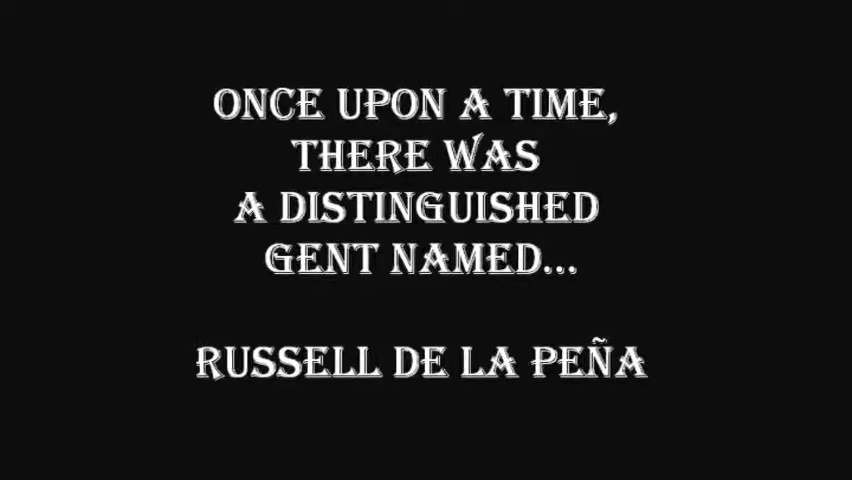 ONCE UPON A TIME,
THERE WAS
A DISTINGUISHED
GENT NAMED...
RUSSELL DE LA PEÑA